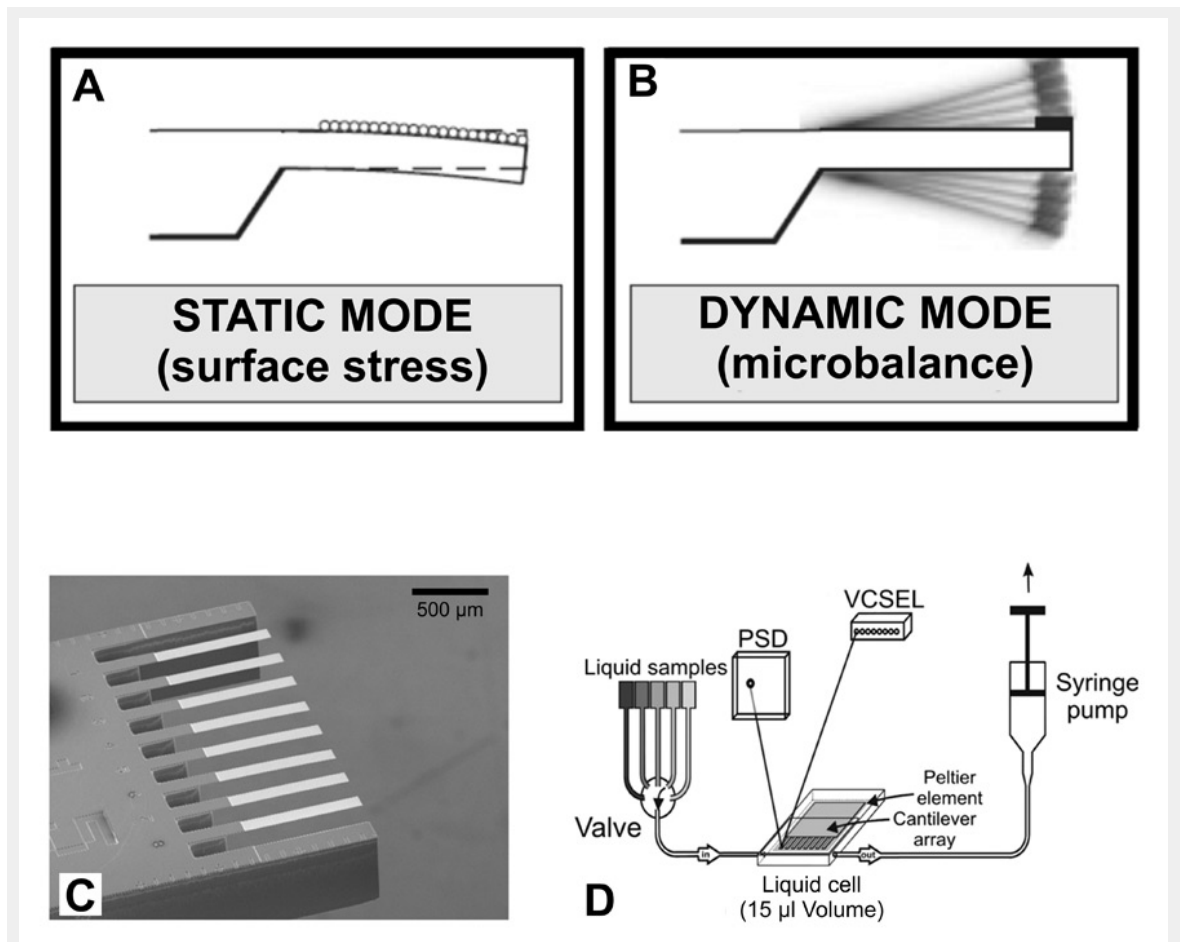 A
STATIC MODE
(surface stress)
B
DYNAMIC MODE
(microbalance)
500 µm
C
VCSEL
PSD
Liquid samples
Syringe
pump
Peltier
element
Cantilever
array
Valve
in
out
Liquid cell
(15 µl Volume)
D